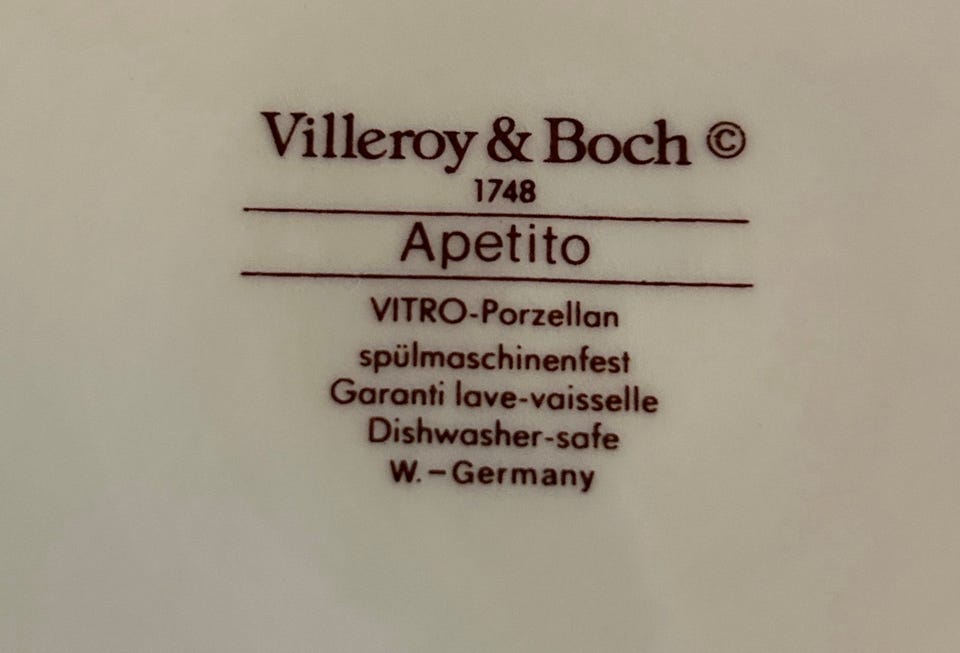 Villeroy & Boch ©
1748
Apetito
VITRO-Porzellan
spülmaschinenfest
Garanti lave-vaisselle
Dishwasher-safe
W.–Germany